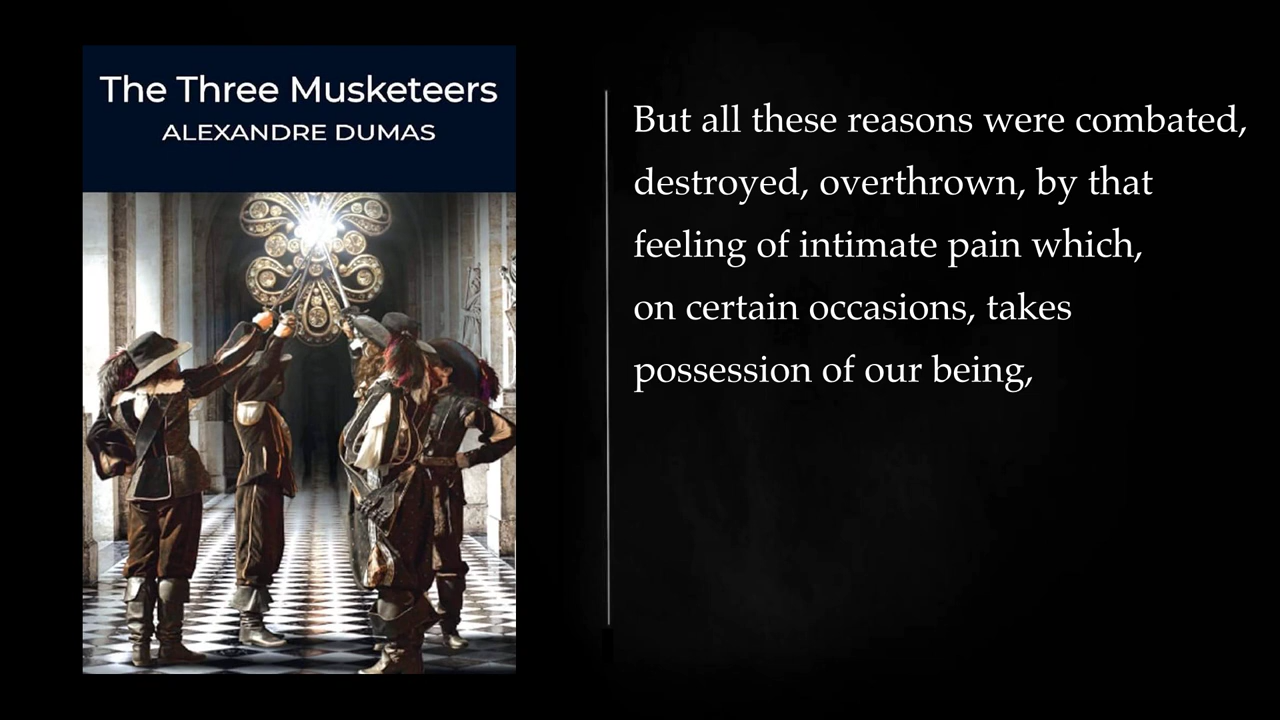 The Three Musketeers
ALEXANDRE DUMAS
But all these reasons were combated,
destroyed, overthrown, by that
feeling of intimate pain which,
on certain occasions, takes
possession of our being,